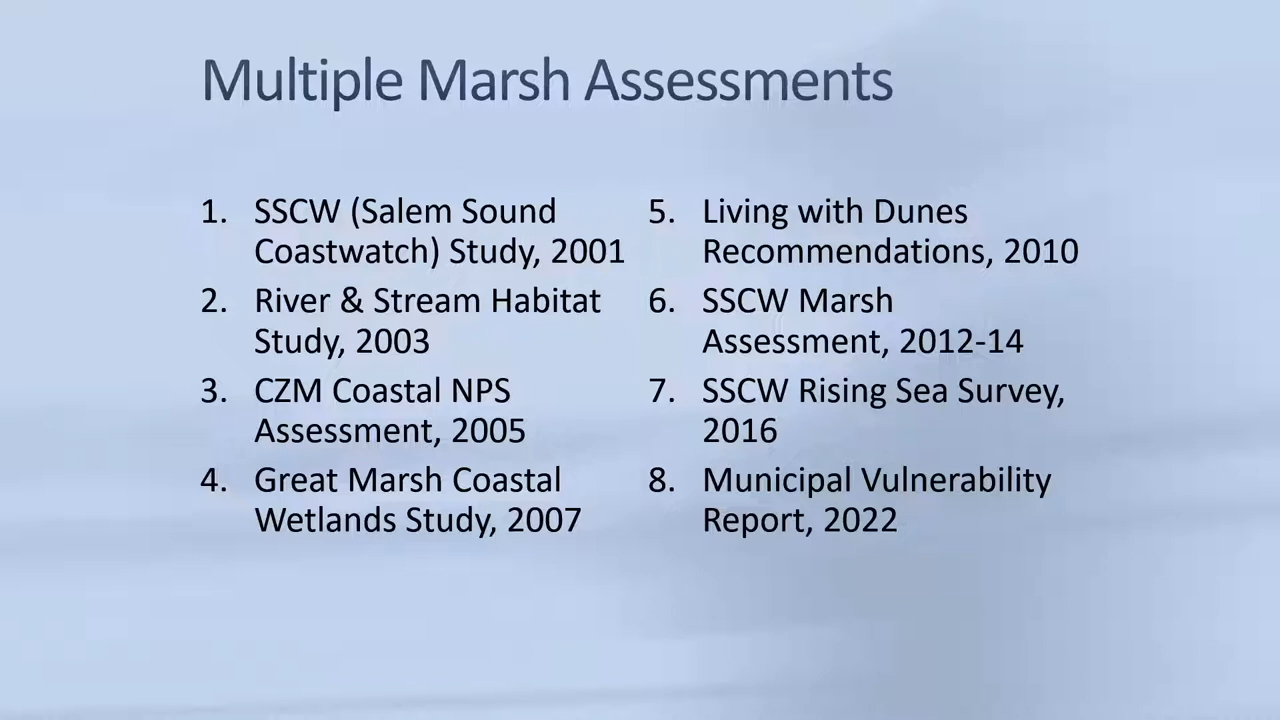 Multiple Marsh Assessments
1. SSCW (Salem Sound
Coastwatch) Study, 2001
2. River & Stream Habitat
Study, 2003
3. CZM Coastal NPS
Assessment, 2005
4. Great Marsh Coastal
Wetlands Study, 2007
5. Living with Dunes
Recommendations, 2010
6. SSCW Marsh
Assessment, 2012-14
7. SSCW Rising Sea Survey,
2016
8. Municipal Vulnerability
Report, 2022